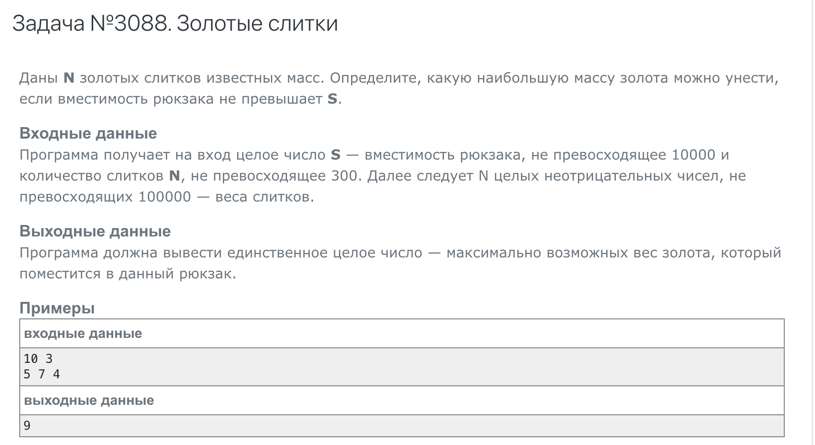 Задача №3088. Золотые слитки
Даны N золотых слитков известных масс. Определите, какую наибольшую массу золота можно унести,
если вместимость рюкзака не превышает S.
Входные данные
Программа получает на вход целое число S — вместимость рюкзака, не превосходящее 10000 и
количество слитков N, не превосходящее 300. Далее следует N целых неотрицательных чисел, не
превосходящих 100000 — веса слитков.
Выходные данные
Программа должна вывести единственное целое число — максимально возможных вес золота, который
поместится в данный рюкзак.
Примеры
входные данные
10 3
5 7 4
выходные данные
9